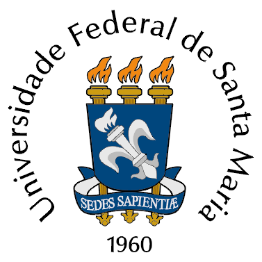 Universidade Federal de Santa Maria
SEDES SAPIENTIÆ
1960